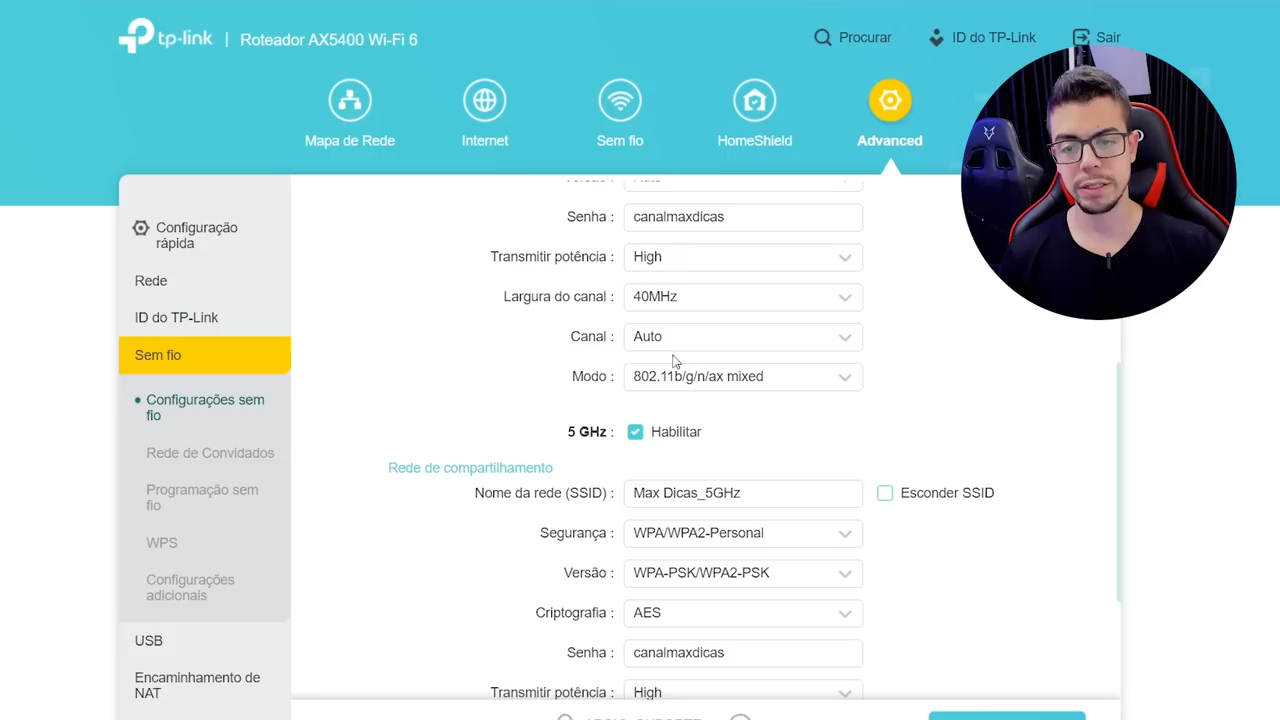 tp-link | Roteador AX5400 Wi-Fi 6
Procurar
ID do TP-Link
Sair
Mapa de Rede
Internet
Sem fio
HomeShield
Advanced
Configuração
rápida
Rede
ID do TP-Link
Sem fio
Configurações sem
fio
Rede de Convidados
Programação sem
fio
WPS
Configurações
adicionais
USB
Encaminhamento de
NAT
Senha : canalmaxdicas
Transmitir potência : High
Largura do canal : 40MHz
Canal : Auto
Modo : 802.11b/g/n/ax mixed
5 GHz : Habilitar
Rede de compartilhamento
Nome da rede (SSID) : Max Dicas_5GHz Esconder SSID
Segurança : WPA/WPA2-Personal
Versão : WPA-PSK/WPA2-PSK
Criptografia : AES
Senha : canalmaxdicas
Transmitir potência : High